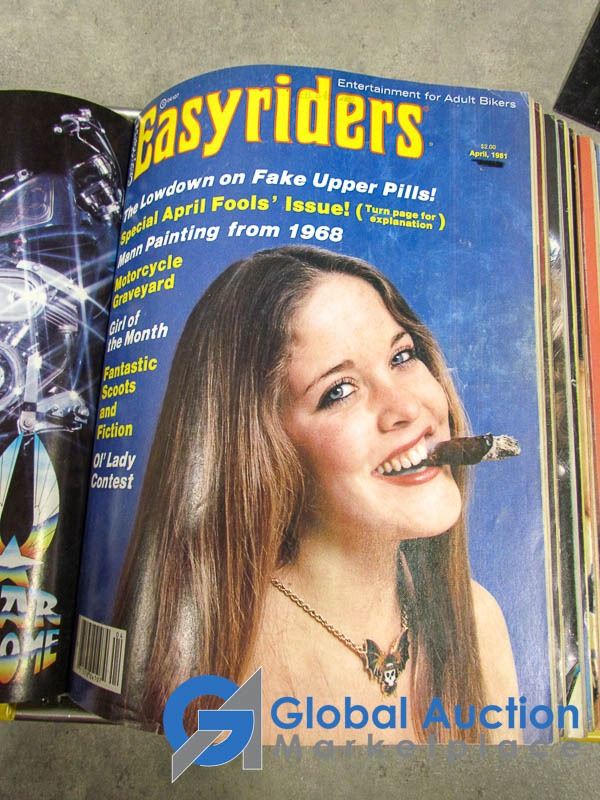 Entertainment for Adult Bikers
Easyriders
$2.00
April, 1981
The Lowdown on Fake Upper Pills!
Special April Fools' Issue! (Turn page for
explanation)
Mann Painting from 1968
Motorcycle
Graveyard
Girl of
the Month
Fantastic
Scoots
and
Fiction
Ol' Lady
Contest
04
Global Auction
Marketplace